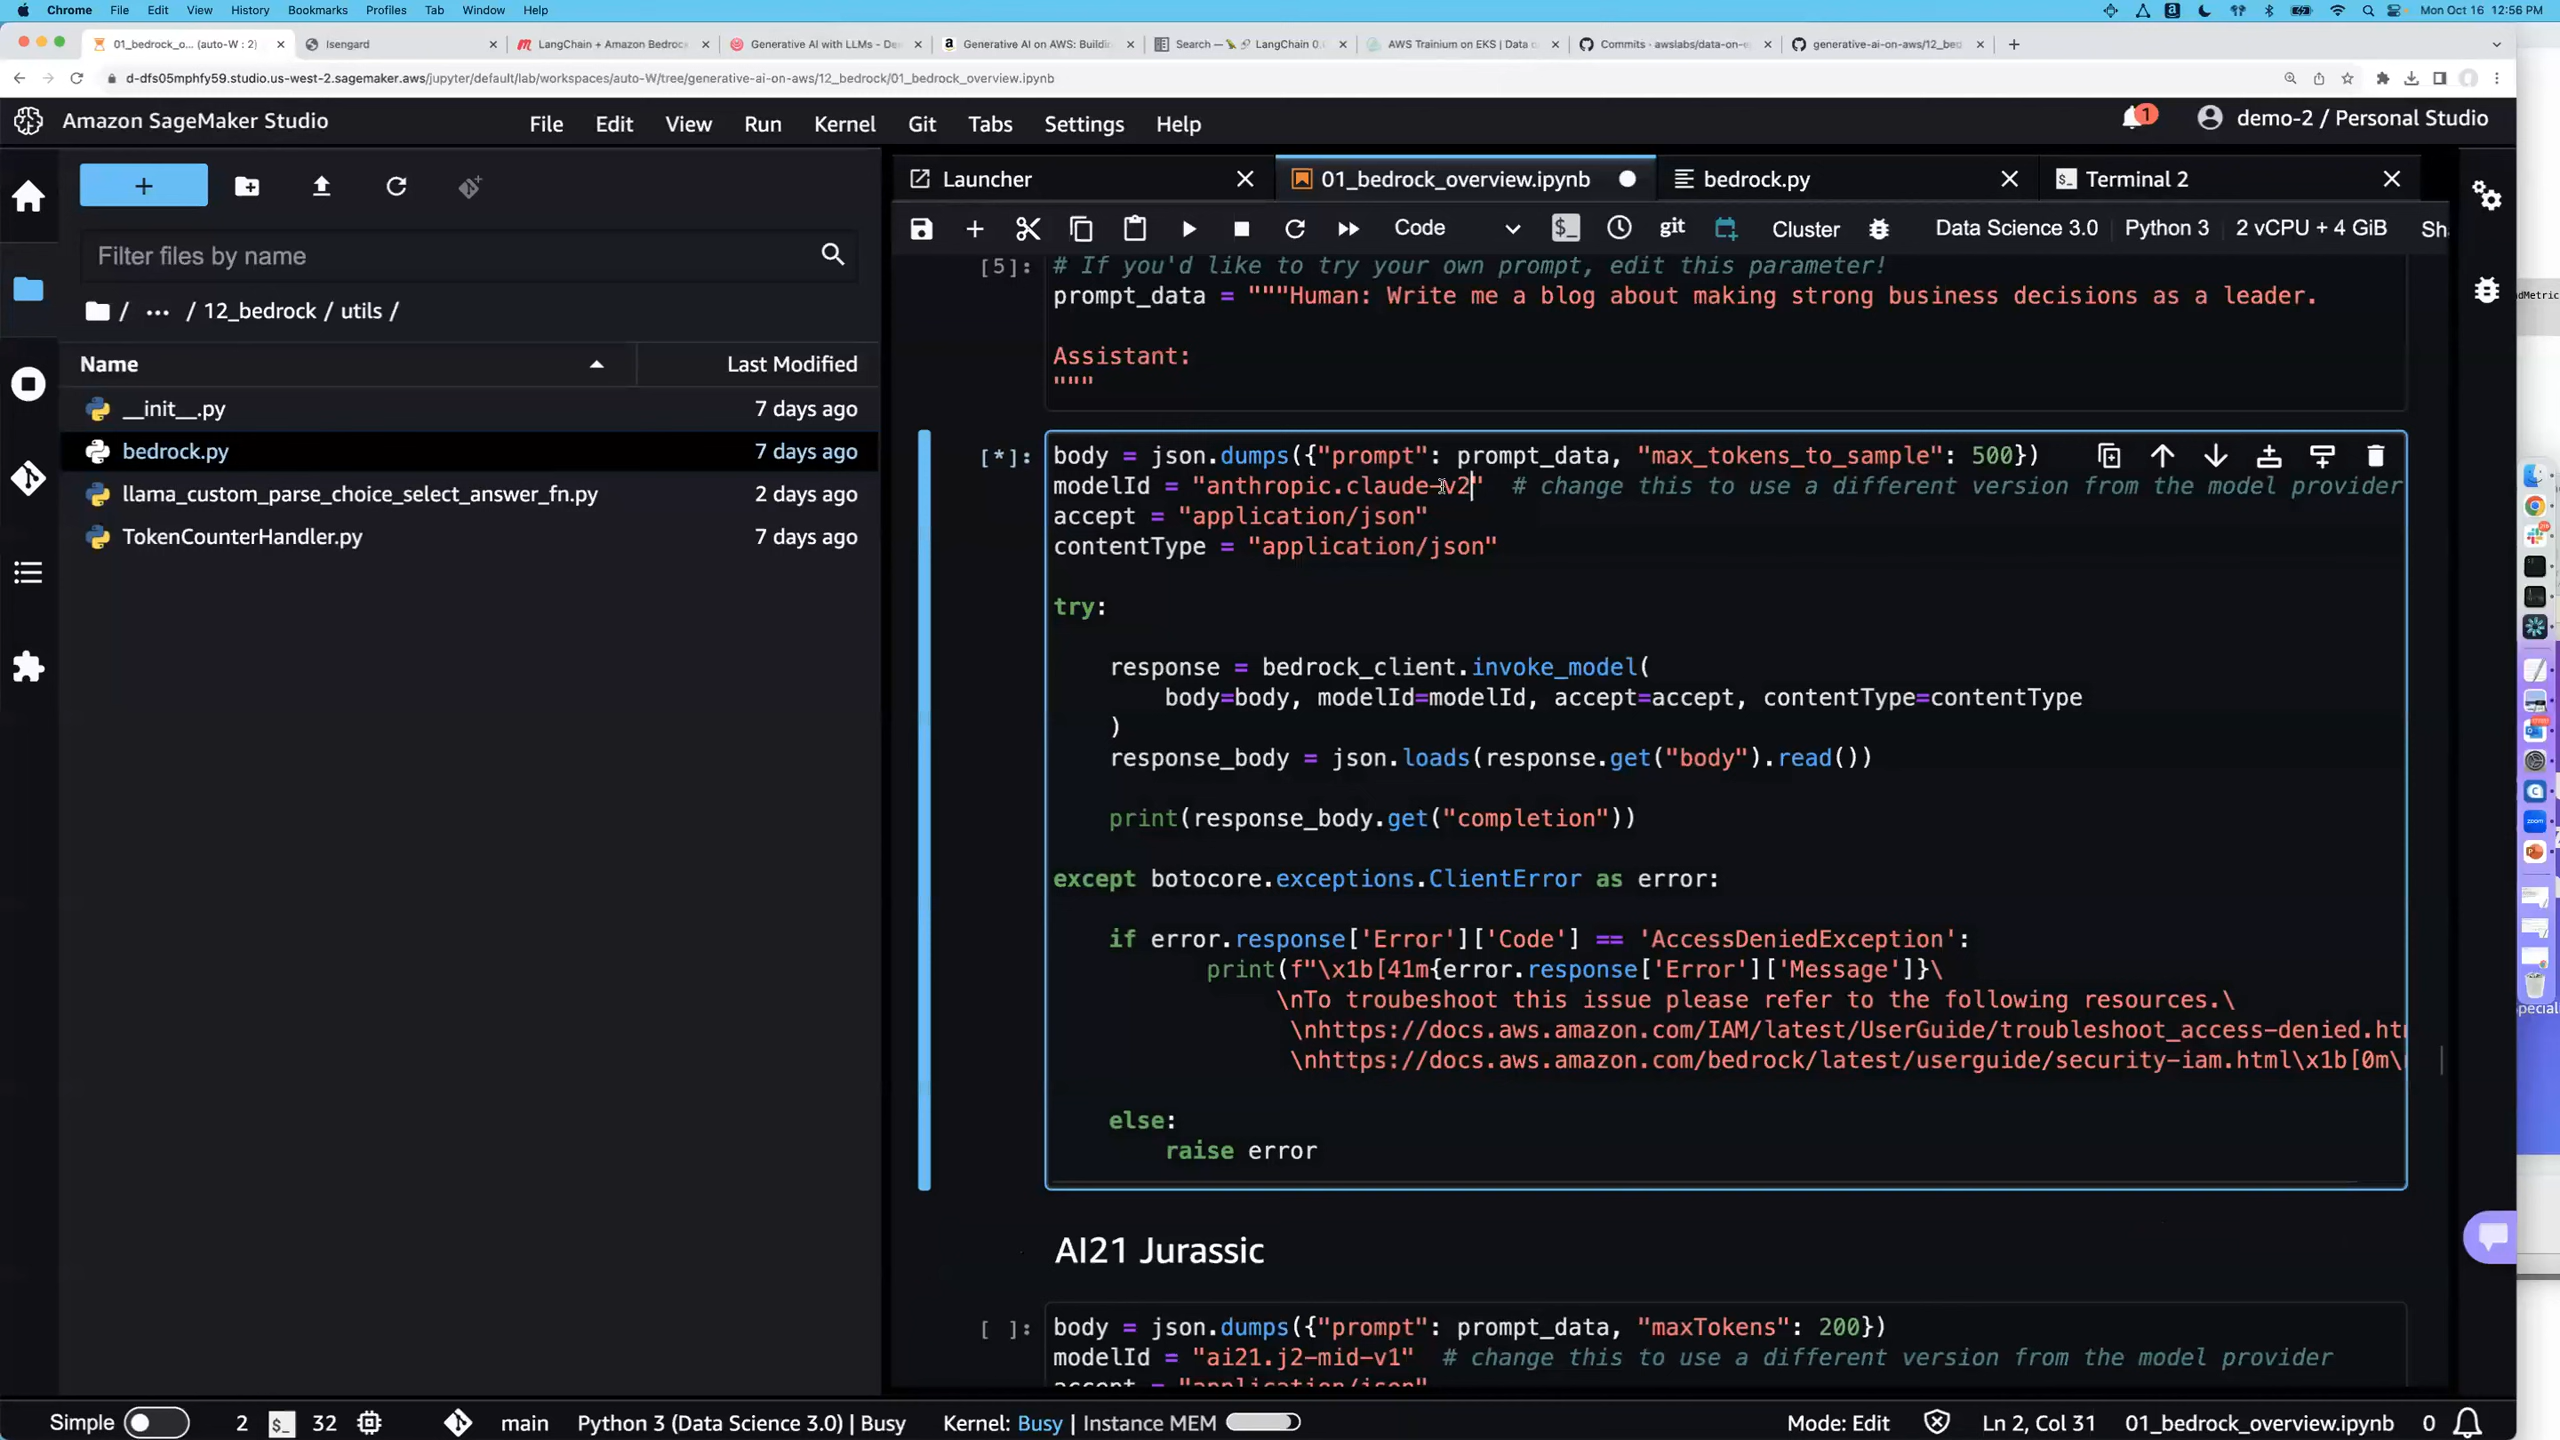 Chrome File Edit View History Bookmarks Profiles Tab Window Help
Mon Oct 16 12:56 PM
01_bedrock_o... (auto-W : 2)
Isengard
LangChain + Amazon Bedrock
Generative AI with LLMs - De
Generative AI on AWS: Buildi
Search — LangChain 0.
AWS Trainium on EKS | Data o
Commits · awslabs/data-on-e
generative-ai-on-aws/12_bed
d-dfs05mphfy59.studio.us-west-2.sagemaker.aws/jupyter/default/lab/workspaces/auto-W/tree/generative-ai-on-aws/12_bedrock/01_bedrock_overview.ipynb
Amazon SageMaker Studio
File Edit View Run Kernel Git Tabs Settings Help
1
demo-2 / Personal Studio
Launcher
01_bedrock_overview.ipynb
bedrock.py
Terminal 2
Code
git
Cluster
Data Science 3.0
Python 3
2 vCPU + 4 GiB
Sh
Filter files by name
/ ... / 12_bedrock / utils /
Name Last Modified
__init__.py 7 days ago
bedrock.py 7 days ago
llama_custom_parse_choice_select_answer_fn.py 2 days ago
TokenCounterHandler.py 7 days ago
[5]: # If you'd like to try your own prompt, edit this parameter!
prompt_data = """Human: Write me a blog about making strong business decisions as a leader.
Assistant:
"""
[*]: body = json.dumps({"prompt": prompt_data, "max_tokens_to_sample": 500})
modelId = "anthropic.claude-v2" # change this to use a different version from the model provider
accept = "application/json"
contentType = "application/json"
try:
response = bedrock_client.invoke_model(
body=body, modelId=modelId, accept=accept, contentType=contentType
)
response_body = json.loads(response.get("body").read())
print(response_body.get("completion"))
except botocore.exceptions.ClientError as error:
if error.response['Error']['Code'] == 'AccessDeniedException':
print(f"\x1b[41m{error.response['Error']['Message']}\
\nTo troubeshoot this issue please refer to the following resources.\
\nhttps://docs.aws.amazon.com/IAM/latest/UserGuide/troubleshoot_access-denied.ht
\nhttps://docs.aws.amazon.com/bedrock/latest/userguide/security-iam.html\x1b[0m\
else:
raise error
AI21 Jurassic
[ ]: body = json.dumps({"prompt": prompt_data, "maxTokens": 200})
modelId = "ai21.j2-mid-v1" # change this to use a different version from the model provider
accept = "application/json"
Simple 2 32 main Python 3 (Data Science 3.0) | Busy Kernel: Busy | Instance MEM
Mode: Edit Ln 2, Col 31 01_bedrock_overview.ipynb 0